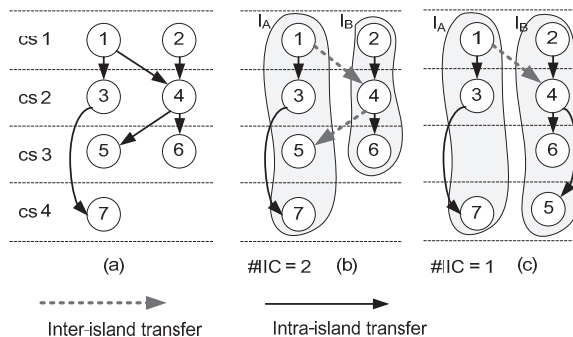 I_A I_B I_A I_B
cs 1 1 2 1 2 1 2
cs 2 3 4 3 4 3 4
cs 3 5 6 5 6 6
cs 4 7 7 7 5
(a) #IIC = 2 (b) #IIC = 1 (c)
Inter-island transfer Intra-island transfer